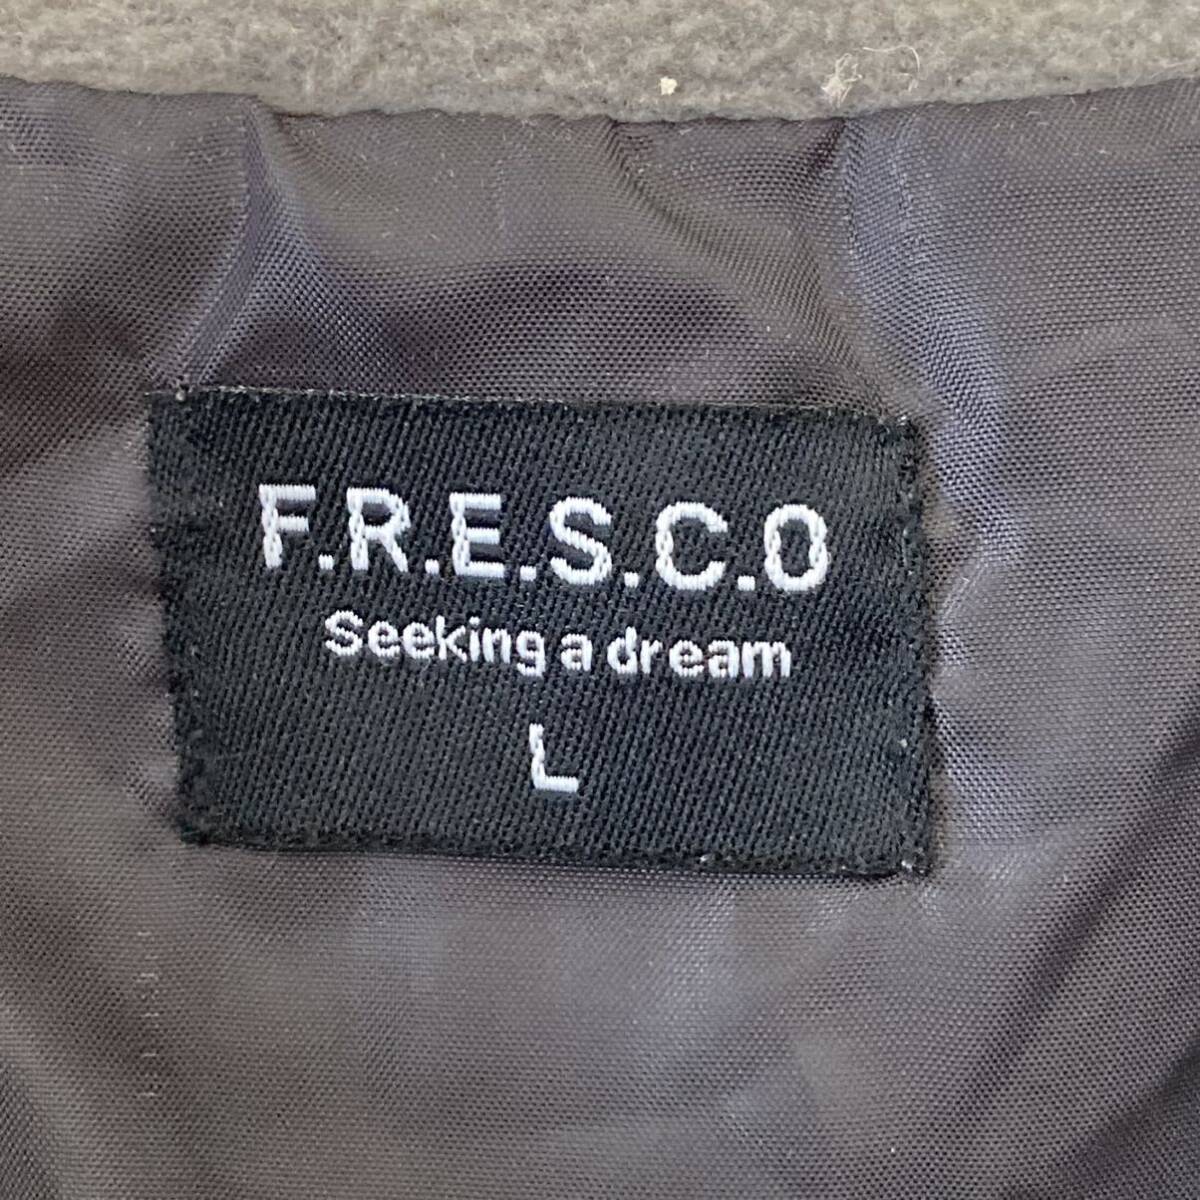 F.R.E.S.C.O
Seeking a dream
L